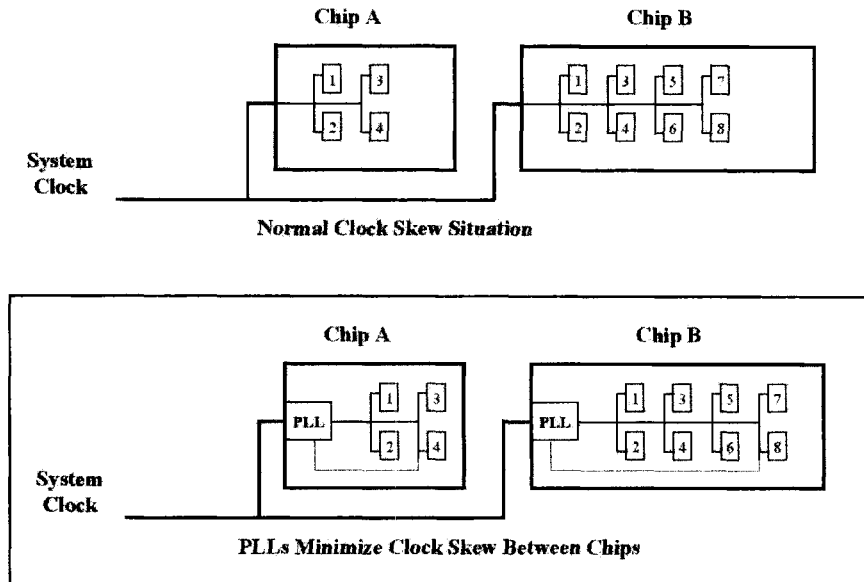 Chip A
Chip B
1 3
2 4
1 3 5 7
2 4 6 8
System
Clock
Normal Clock Skew Situation
Chip A
Chip B
PLL
1 3
2 4
PLL
1 3 5 7
2 4 6 8
System
Clock
PLLs Minimize Clock Skew Between Chips